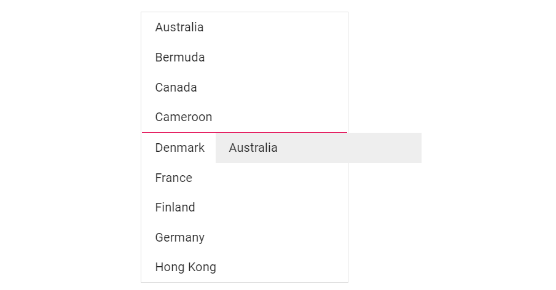 Australia
Bermuda
Canada
Cameroon
Denmark Australia
France
Finland
Germany
Hong Kong